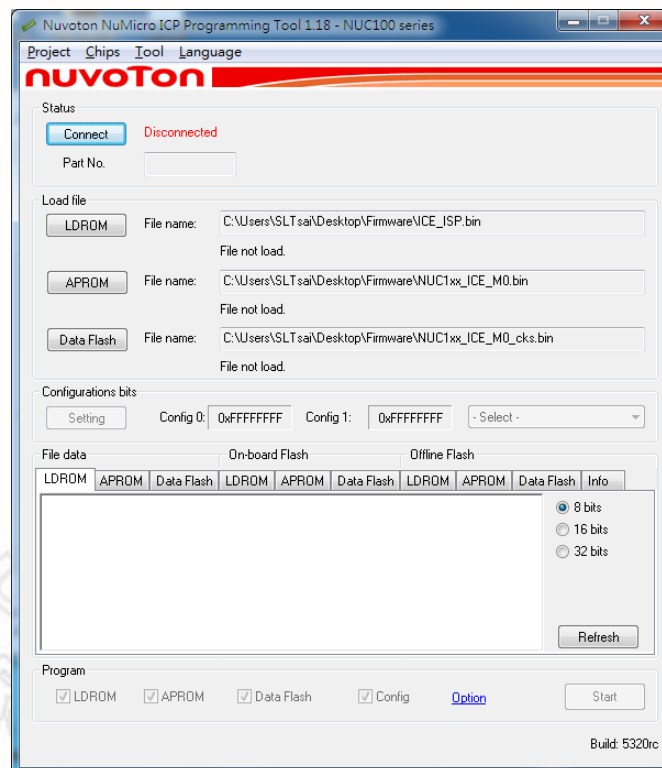 Nuvoton NuMicro ICP Programming Tool 1.18 - NUC100 series
Project Chips Tool Language
nuvoTon
Status
Connect Disconnected
Part No.
Load file
LDROM File name: C:\Users\SLTsai\Desktop\Firmware\ICE_ISP.bin
File not load.
APROM File name: C:\Users\SLTsai\Desktop\Firmware\NUC1xx_ICE_M0.bin
File not load.
Data Flash File name: C:\Users\SLTsai\Desktop\Firmware\NUC1xx_ICE_M0_cks.bin
File not load.
Configurations bits
Setting Config 0: 0xFFFFFFFF Config 1: 0xFFFFFFFF - Select -
File data On-board Flash Offline Flash
LDROM APROM Data Flash LDROM APROM Data Flash LDROM APROM Data Flash Info
8 bits
16 bits
32 bits
Refresh
Program
LDROM APROM Data Flash Config Option Start
Build: 5320rc